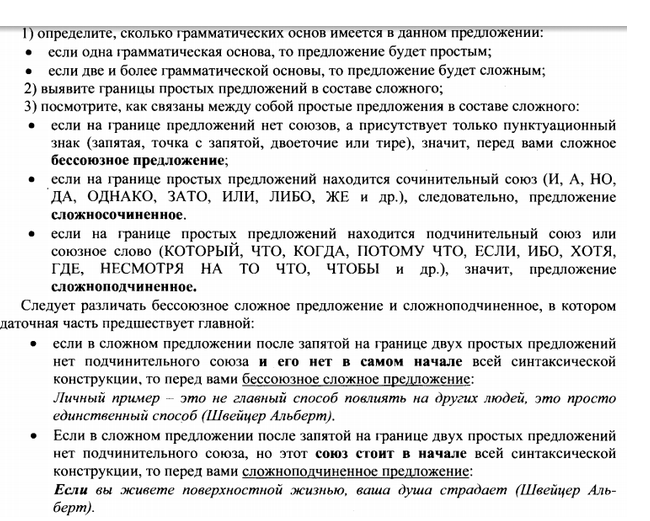 1) определите, сколько грамматических основ имеется в данном предложении:
• если одна грамматическая основа, то предложение будет простым;
• если две и более грамматической основы, то предложение будет сложным;
2) выявите границы простых предложений в составе сложного;
3) посмотрите, как связаны между собой простые предложения в составе сложного:
• если на границе предложений нет союзов, а присутствует только пунктуационный
знак (запятая, точка с запятой, двоеточие или тире), значит, перед вами сложное
бессоюзное предложение;
• если на границе простых предложений находится сочинительный союз (И, А, НО,
ДА, ОДНАКО, ЗАТО, ИЛИ, ЛИБО, ЖЕ и др.), следовательно, предложение
сложносочиненное.
• если на границе простых предложений находится подчинительный союз или
союзное слово (КОТОРЫЙ, ЧТО, КОГДА, ПОТОМУ ЧТО, ЕСЛИ, ИБО, ХОТЯ,
ГДЕ, НЕСМОТРЯ НА ТО ЧТО, ЧТОБЫ и др.), значит, предложение
сложноподчиненное.
Следует различать бессоюзное сложное предложение и сложноподчиненное, в котором
даточная часть предшествует главной:
• если в сложном предложении после запятой на границе двух простых предложений
нет подчинительного союза и его нет в самом начале всей синтаксической
конструкции, то перед вами бессоюзное сложное предложение:
Личный пример – это не главный способ повлиять на других людей, это просто
единственный способ (Швейцер Альберт).
• Если в сложном предложении после запятой на границе двух простых предложений
нет подчинительного союза, но этот союз стоит в начале всей синтаксической
конструкции, то перед вами сложноподчиненное предложение:
Если вы живете поверхностной жизнью, ваша душа страдает (Швейцер Аль-
берт).